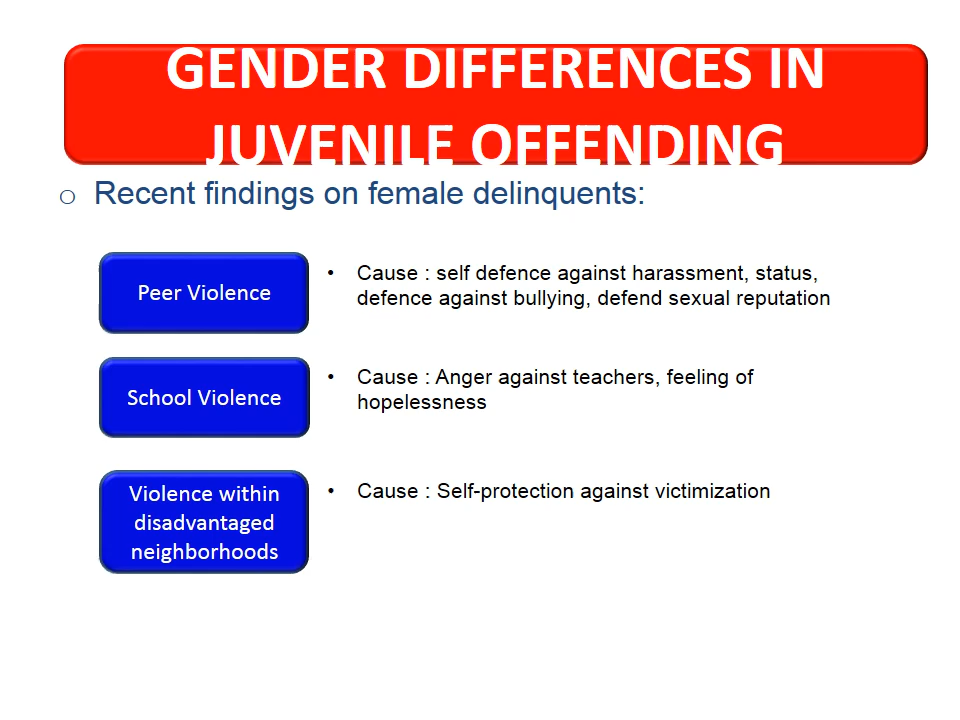 GENDER DIFFERENCES IN
JUVENILE OFFENDING
o Recent findings on female delinquents:
Peer Violence
• Cause : self defence against harassment, status,
defence against bullying, defend sexual reputation
School Violence
• Cause : Anger against teachers, feeling of
hopelessness
Violence within
disadvantaged
neighborhoods
• Cause : Self-protection against victimization